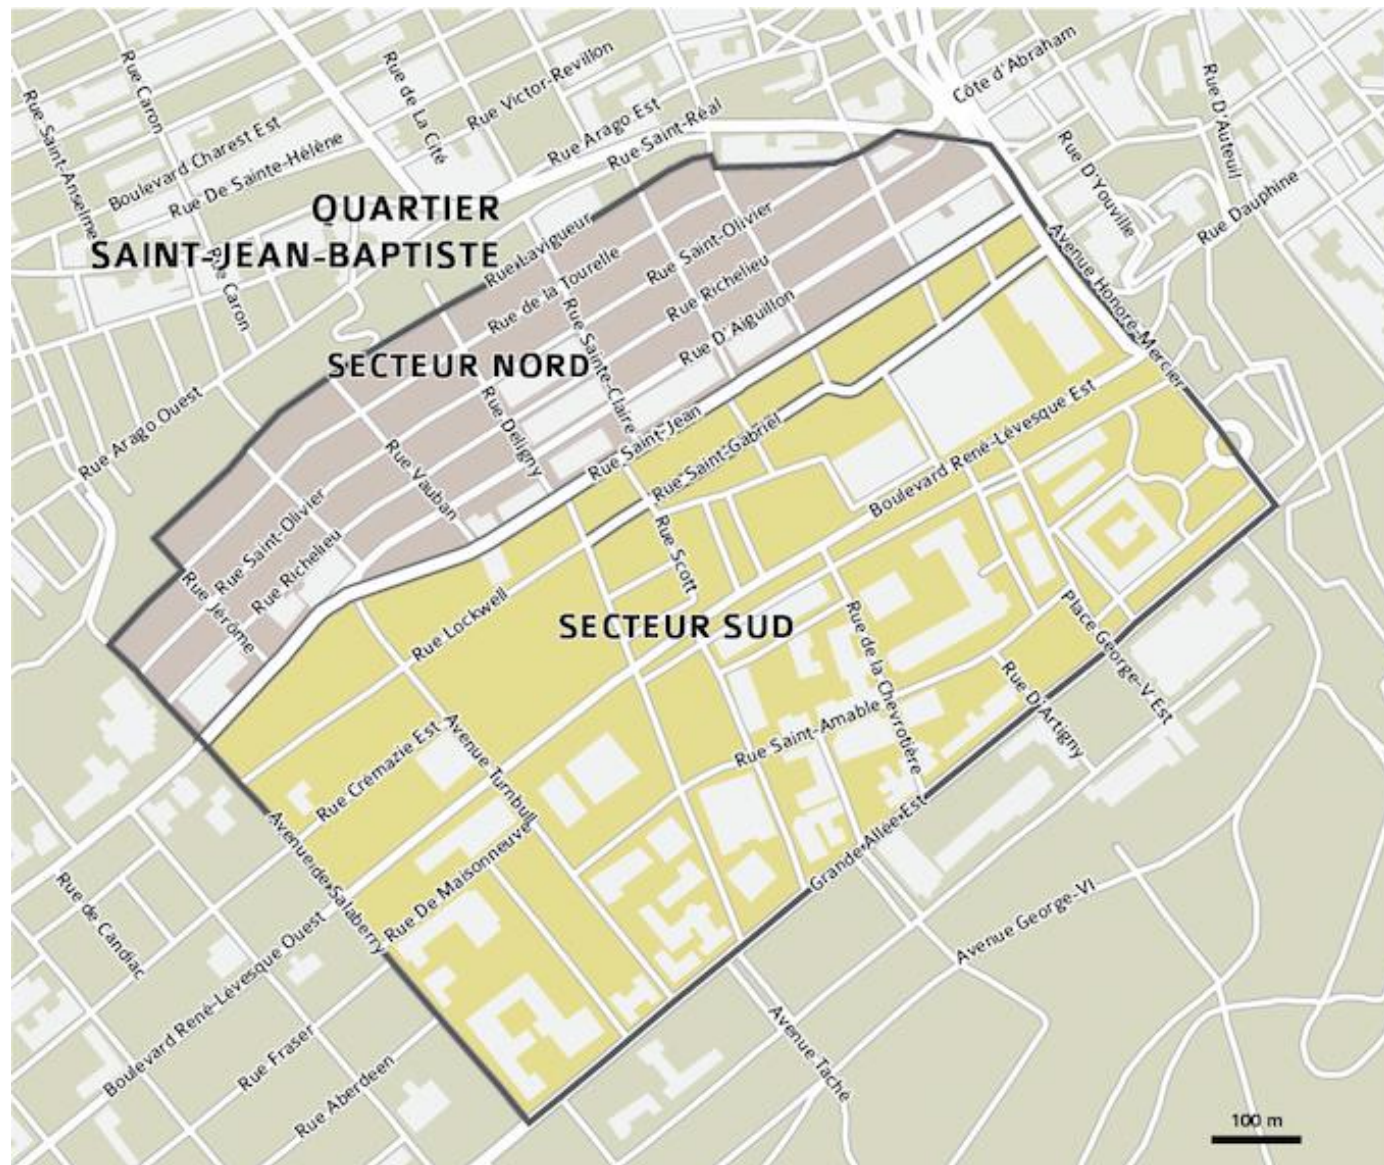 Côte d'Abraham
Rue Victor-Revillon
Rue de La Cité
Rue Caron
Rue Saint-Anselme
Rue D'Auteuil
Rue Arago Est
Rue Saint-Réal
Boulevard Charest Est
Rue De Sainte-Hélène
Rue D'Youville
Rue Dauphine
QUARTIER
SAINT-JEAN-BAPTISTE
Rue Caron
Rue Lavigueur
Rue de la Tourelle
Rue Saint-Olivier
Rue Richelieu
Rue D'Aiguillon
Avenue Honoré-Mercier
SECTEUR NORD
Rue Sainte-Claire
Rue Deligny
Rue Arago Ouest
Rue Vauban
Rue Saint-Jean
Rue Saint-Gabriel
Boulevard René-Lévesque Est
Rue Saint-Olivier
Rue Richelieu
Rue Jérôme
Rue Scott
Rue Lockwell
SECTEUR SUD
Place George-V Est
Rue de la Chevrotière
Rue D'Artigny
Rue Saint-Amable
Rue Crémazie Est
Avenue Turnbull
Rue De Maisonneuve
Avenue de Salaberry
Grande Allée Est
Rue de Candiac
Boulevard René-Lévesque Ouest
Avenue George-VI
Rue Fraser
Rue Aberdeen
Avenue Taché
100 m